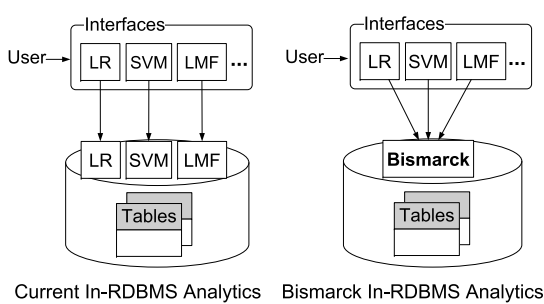 Interfaces
User
LR SVM LMF ...
LR SVM LMF
Tables
Current In-RDBMS Analytics
Interfaces
User
LR SVM LMF ...
Bismarck
Tables
Bismarck In-RDBMS Analytics